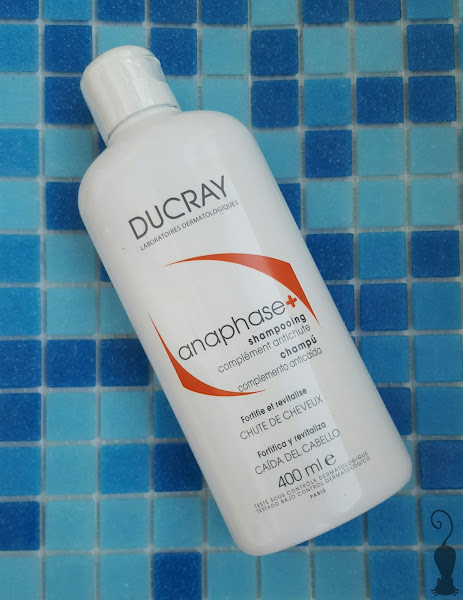 DUCRAY
LABORATOIRES DERMATOLOGIQUES
anaphase+
shampooing
complément antichute
champú
complemento anticaída
Fortifie et revitalise
CHUTE DE CHEVEUX
Fortifica y revitaliza
CAÍDA DEL CABELLO
400 ml e
TESTÉ SOUS CONTRÔLE DERMATOLOGIQUE
TESTADO BAJO CONTROL DERMATOLÓGICO
PARIS